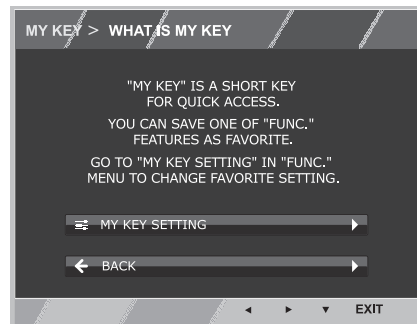 MY KEY > WHAT IS MY KEY
"MY KEY" IS A SHORT KEY
FOR QUICK ACCESS.
YOU CAN SAVE ONE OF "FUNC."
FEATURES AS FAVORITE.
GO TO "MY KEY SETTING" IN "FUNC."
MENU TO CHANGE FAVORITE SETTING.
MY KEY SETTING
BACK
EXIT